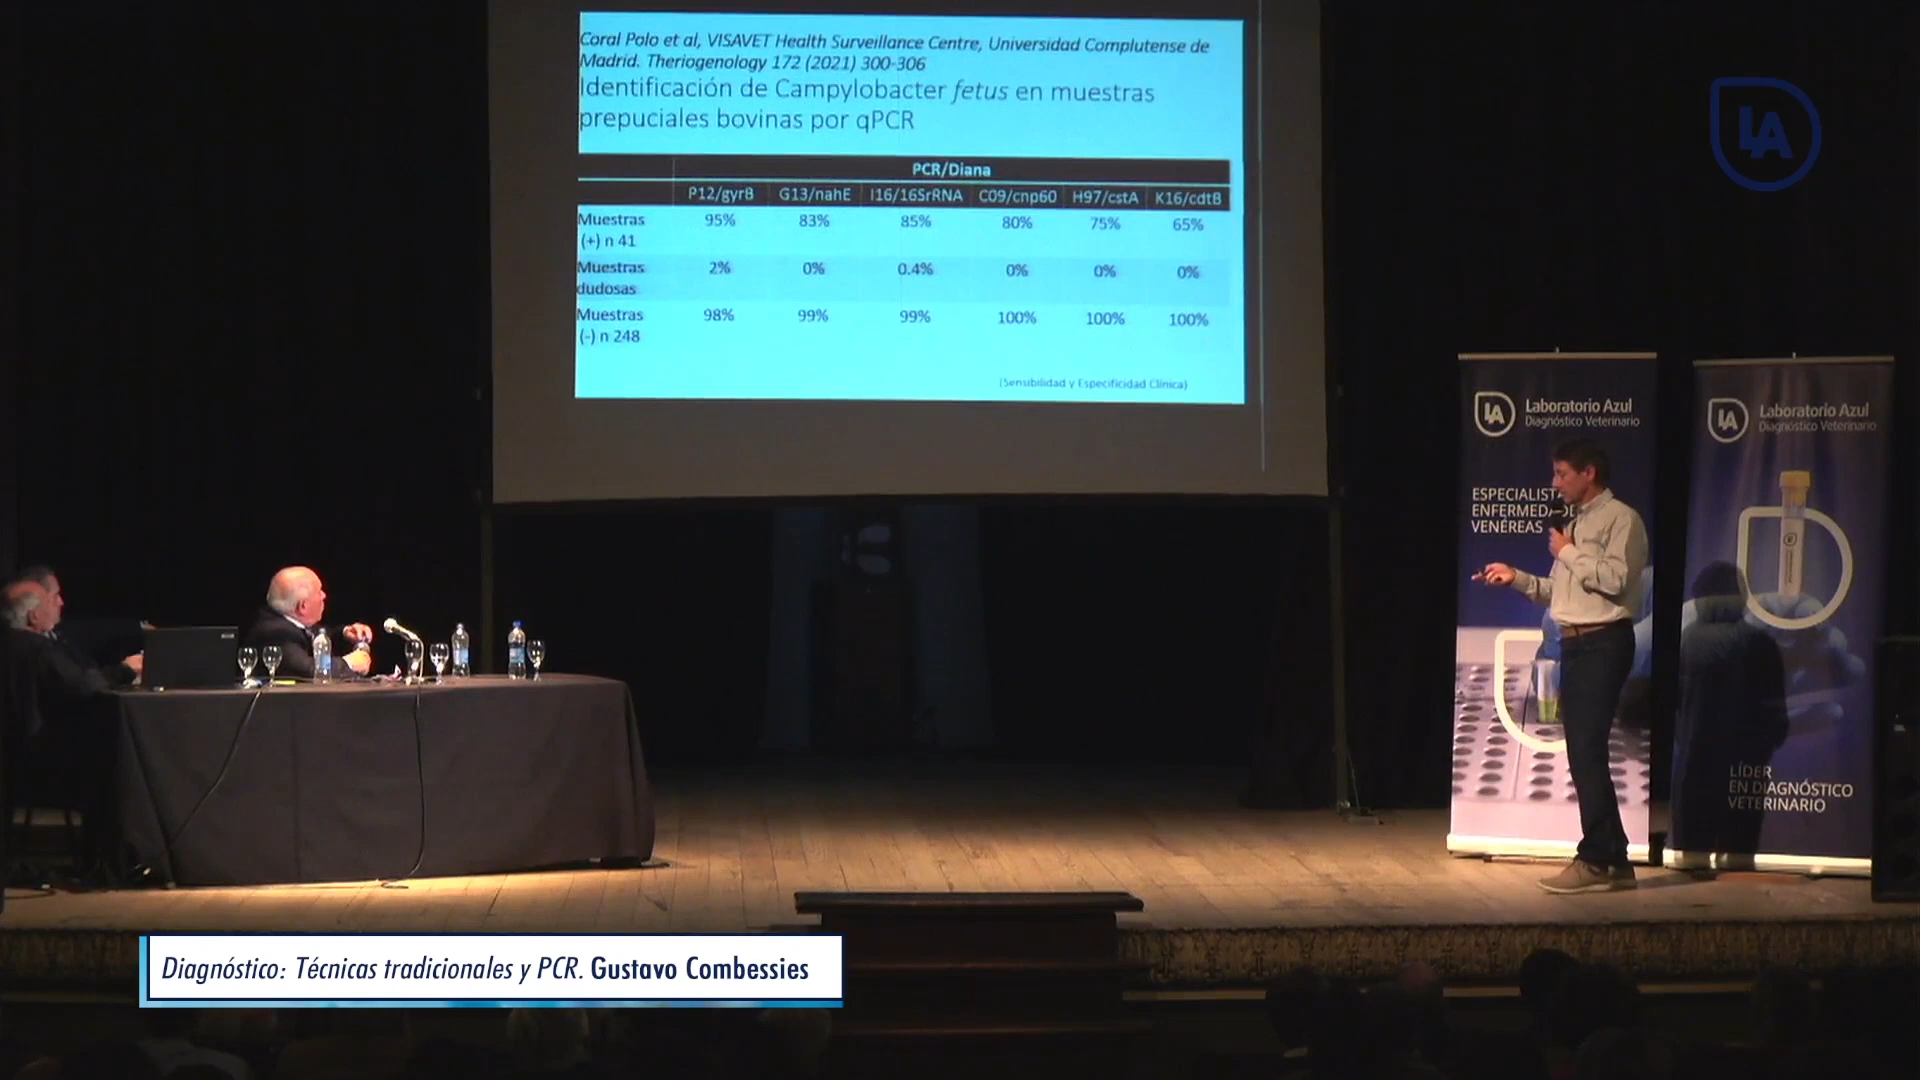 Coral Polo et al, VISAVET Health Surveillance Centre, Universidad Complutense de
Madrid. Theriogenology 172 (2021) 300-306
Identificación de Campylobacter fetus en muestras
prepuciales bovinas por qPCR
PCR/Diana
P12/gyrB G13/nahE I16/16SrRNA C09/cnp60 H97/cstA K16/cdtB
Muestras (+) n 41 95% 83% 85% 80% 75% 65%
Muestras dudosas 2% 0% 0.4% 0% 0% 0%
Muestras (-) n 248 98% 99% 99% 100% 100% 100%
(Sensibilidad y Especificidad Clínica)
LA
LA Laboratorio Azul
Diagnóstico Veterinario
ESPECIALIST
ENFERMEDADE
VENÉREAS
LA Laboratorio Azul
Diagnóstico Veterinario
LÍDER
EN DIAGNÓSTICO
VETERINARIO
Diagnóstico: Técnicas tradicionales y PCR. Gustavo Combessies